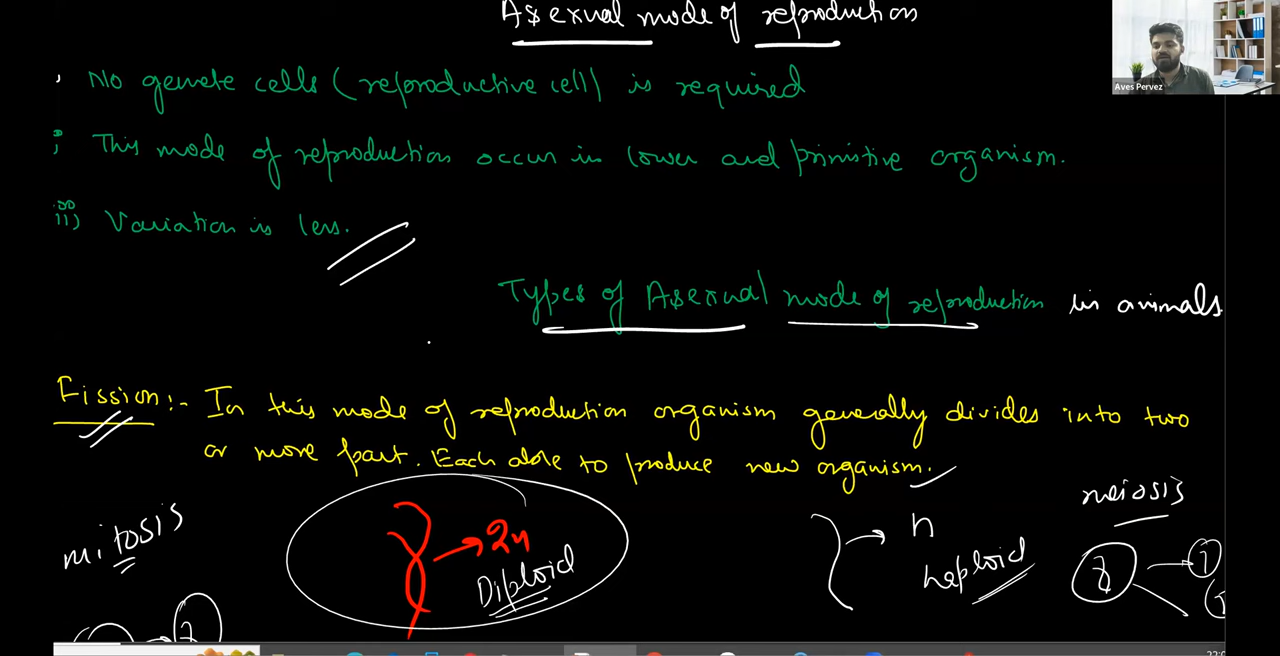 Asexual mode of reproduction
Aves Pervez
No gemete cells (reproductive cell) is required
This mode of reproduction occur in lower and primitive organism.
iii) Variation is less.
Types of Asexual mode of reproduction in animals
Fission:- In this mode of reproduction organism generally divides into two
or more part. Each able to produce new organism.
meiosis
mitosis
2n
Diploid
n
haploid